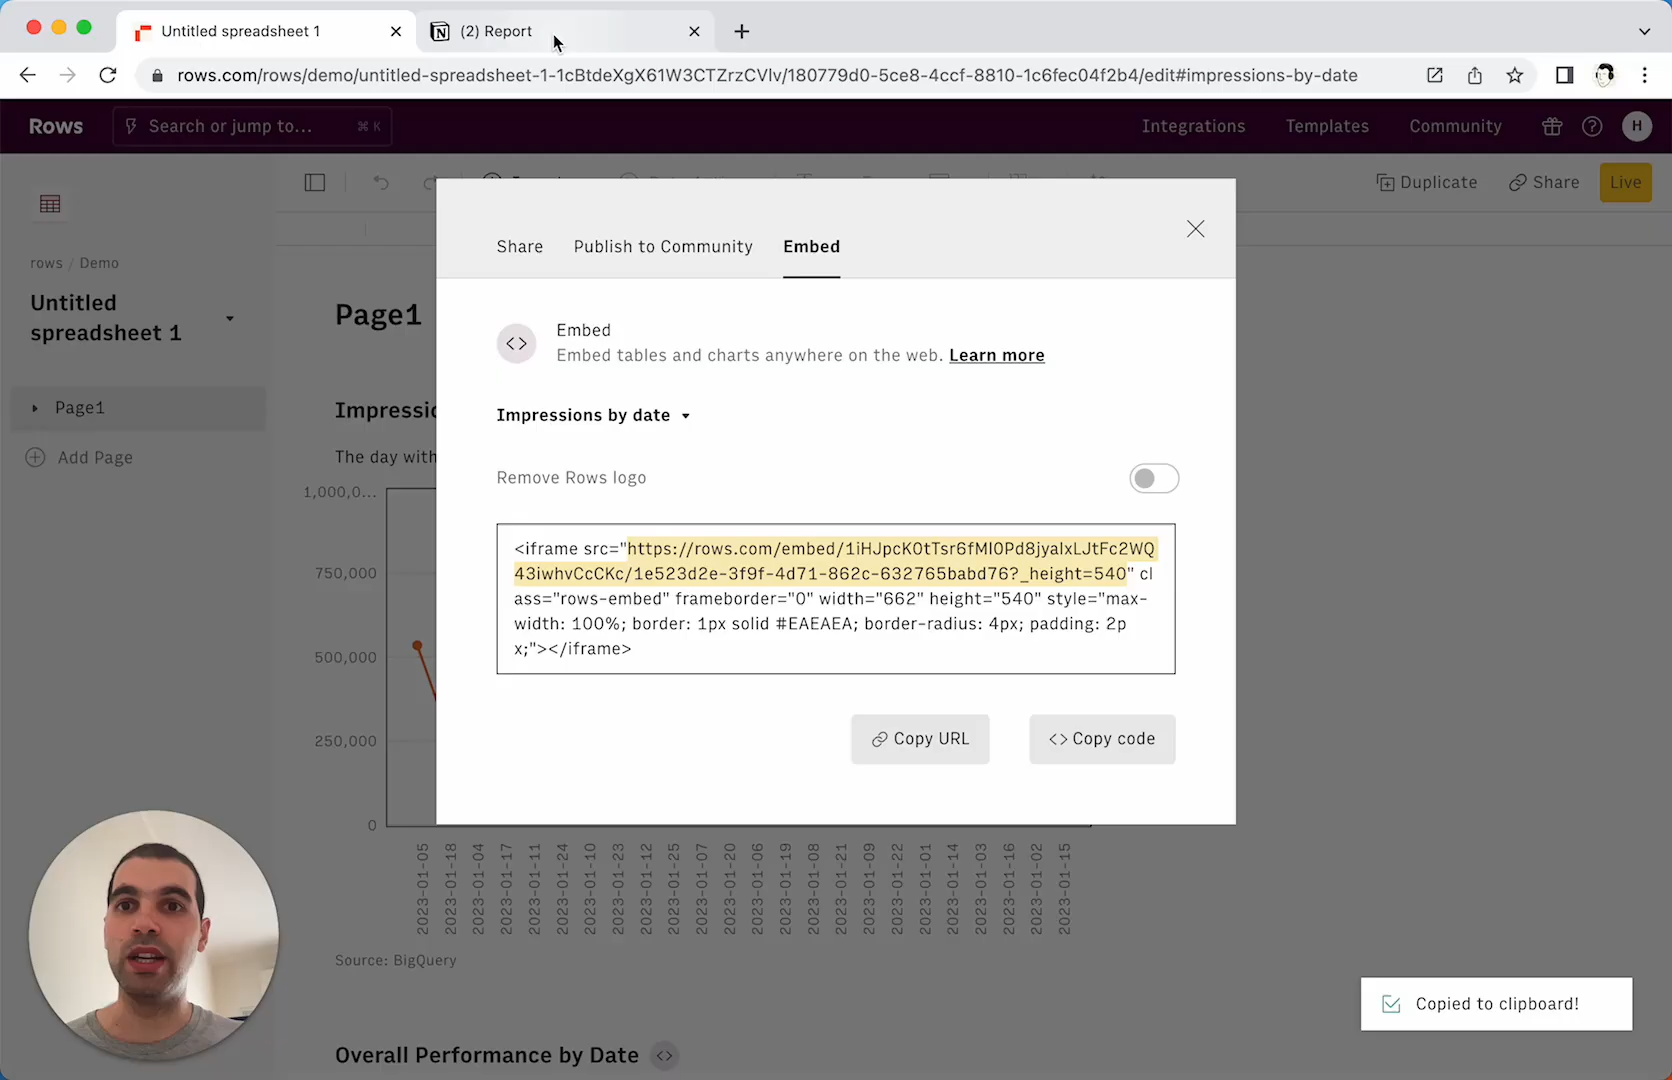 Untitled spreadsheet 1
(2) Report
rows.com/rows/demo/untitled-spreadsheet-1-1cBtdeXgX61W3CTZrzCVlv/180779d0-5ce8-4ccf-8810-1c6fec04f2b4/edit#impressions-by-date
Rows
Search or jump to...
⌘ K
Integrations
Templates
Community
H
Duplicate
Share
Live
rows / Demo
Untitled
spreadsheet 1
Page1
Add Page
Page1
Impressio
The day with
Share
Publish to Community
Embed
Embed
Embed tables and charts anywhere on the web. Learn more
Impressions by date
Remove Rows logo
<iframe src="https://rows.com/embed/1iHJpcK0tTsr6fMI0Pd8jyaIxLJtFc2WQ
43iwhvCcCKc/1e523d2e-3f9f-4d71-862c-632765babd76?_height=540" cl
ass="rows-embed" frameborder="0" width="662" height="540" style="max-
width: 100%; border: 1px solid #EAEAEA; border-radius: 4px; padding: 2p
x;"></iframe>
Copy URL
<> Copy code
1,000,0...
750,000
500,000
250,000
0
2023-01-05
2023-01-18
2023-01-04
2023-01-17
2023-01-11
2023-01-24
2023-01-10
2023-01-23
2023-01-12
2023-01-25
2023-01-07
2023-01-20
2023-01-06
2023-01-19
2023-01-08
2023-01-21
2023-01-09
2023-01-22
2023-01-01
2023-01-14
2023-01-03
2023-01-16
2023-01-02
2023-01-15
Source: BigQuery
Copied to clipboard!
Overall Performance by Date